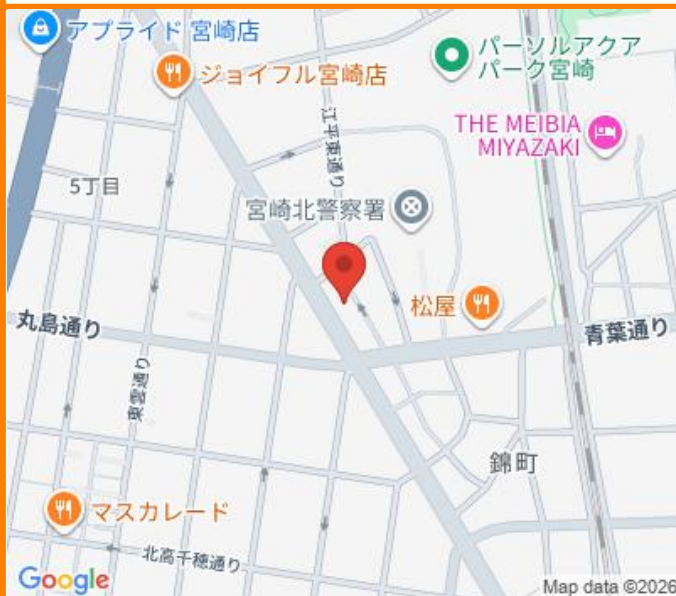 アプライド 宮崎店
ジョイフル宮崎店
パーソルアクア
パーク宮崎
THE MEIBIA
MIYAZAKI
江平東通り
5丁目
宮崎北警察署
松屋
丸島通り
青葉通り
東雲通り
錦町
マスカレード
北高千穂通り
Google
Map data ©2026